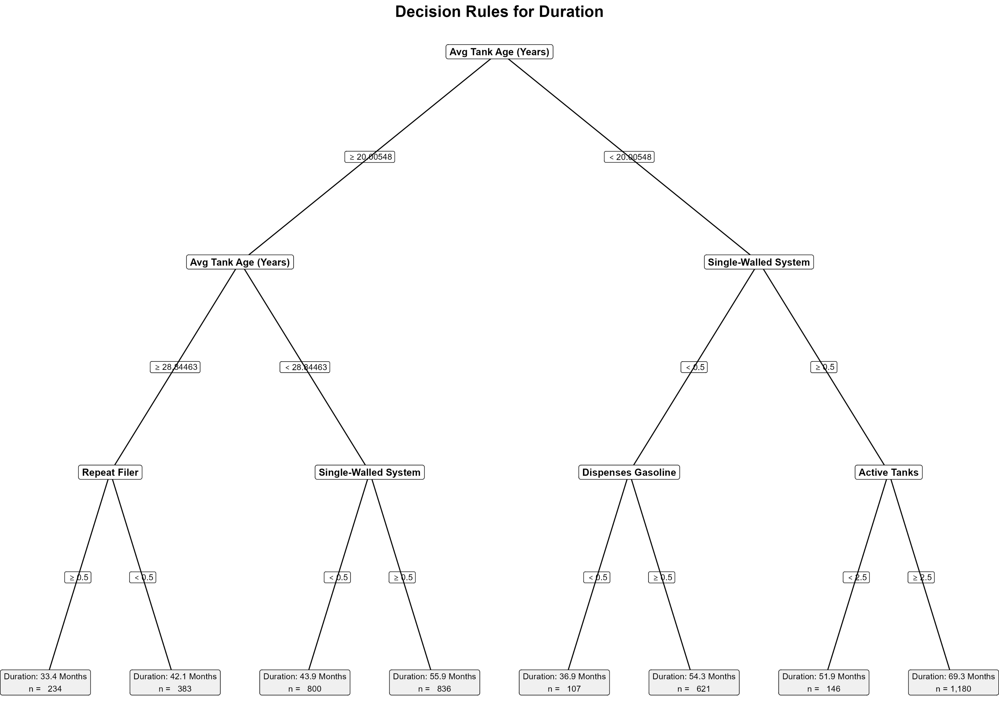 Decision Rules for Duration
Avg Tank Age (Years)
≥ 20.00548
< 20.00548
Avg Tank Age (Years)
Single-Walled System
≥ 28.84463
< 28.84463
< 0.5
≥ 0.5
Repeat Filer
Single-Walled System
Dispenses Gasoline
Active Tanks
≥ 0.5
< 0.5
< 0.5
≥ 0.5
< 0.5
≥ 0.5
< 2.5
≥ 2.5
Duration: 33.4 Months
n = 234
Duration: 42.1 Months
n = 383
Duration: 43.9 Months
n = 800
Duration: 55.9 Months
n = 836
Duration: 36.9 Months
n = 107
Duration: 54.3 Months
n = 621
Duration: 51.9 Months
n = 146
Duration: 69.3 Months
n = 1,180